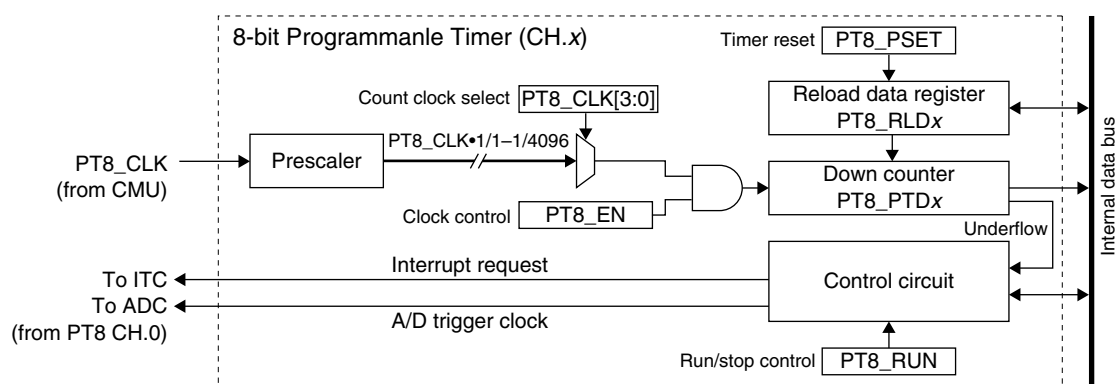 8-bit Programmanle Timer (CH.x)
Timer reset PT8_PSET
Count clock select PT8_CLK[3:0]
Reload data register
PT8_RLDx
PT8_CLK
(from CMU)
Prescaler
PT8_CLK•1/1–1/4096
Down counter
PT8_PTDx
Clock control PT8_EN
Underflow
Internal data bus
To ITC
Interrupt request
Control circuit
To ADC
(from PT8 CH.0)
A/D trigger clock
Run/stop control PT8_RUN